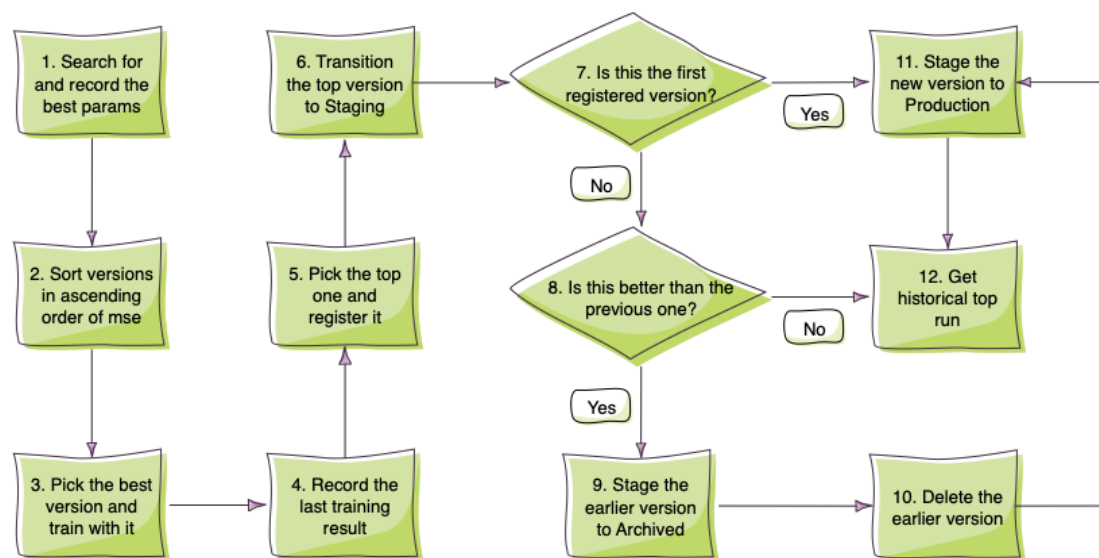 1. Search for
and record the
best params
2. Sort versions
in ascending
order of mse
3. Pick the best
version and
train with it
4. Record the
last training
result
5. Pick the top
one and
register it
6. Transition
the top version
to Staging
7. Is this the first
registered version?
Yes
No
8. Is this better than the
previous one?
No
Yes
9. Stage the
earlier version
to Archived
10. Delete the
earlier version
11. Stage the
new version to
Production
12. Get
historical top
run